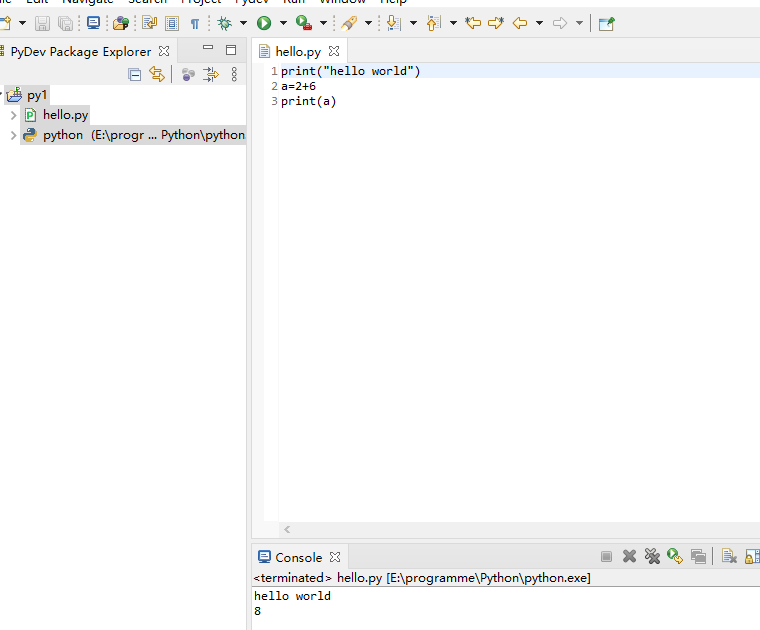 Edit Navigate Search Project Pydev Run Window Help
PyDev Package Explorer
py1
hello.py
python (E:\progr ... Python\python
hello.py
1 print("hello world")
2 a=2+6
3 print(a)
Console
<terminated> hello.py [E:\programme\Python\python.exe]
hello world
8